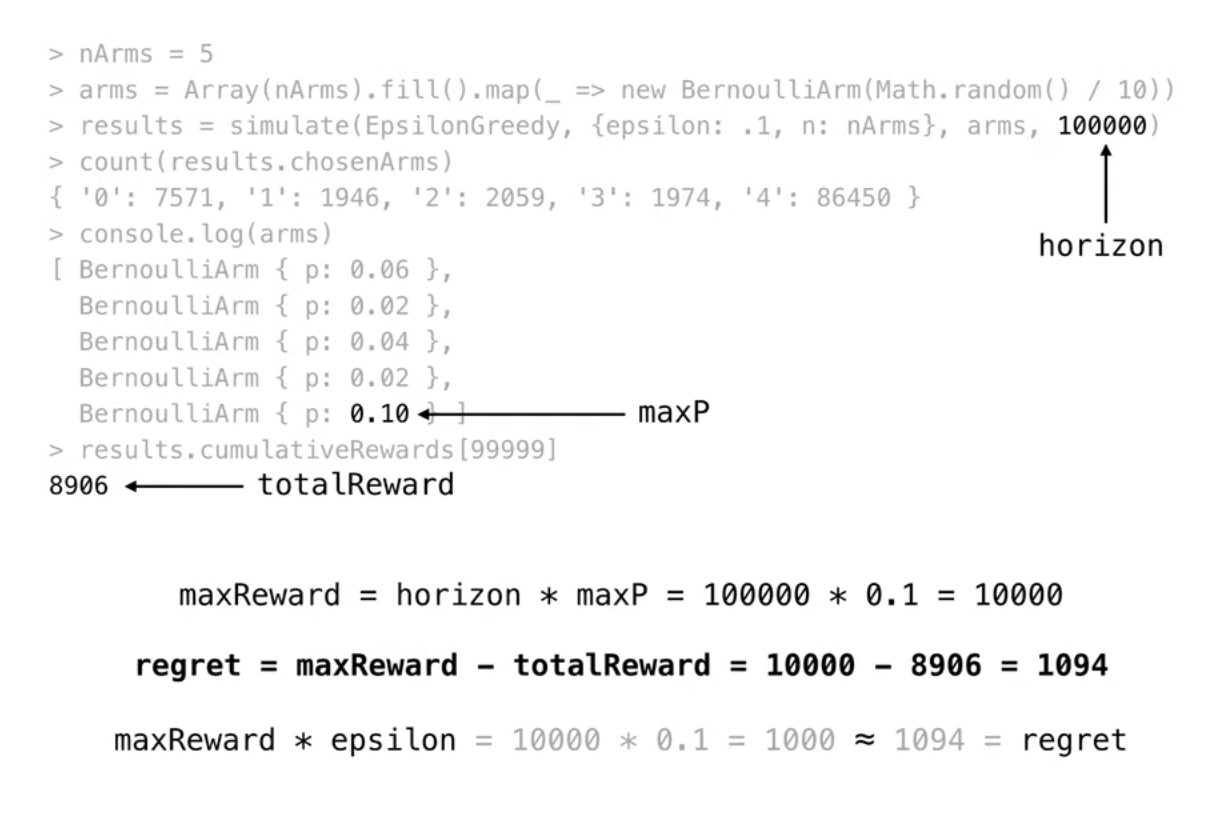 > nArms = 5
> arms = Array(nArms).fill().map(_ => new BernoulliArm(Math.random() / 10))
> results = simulate(EpsilonGreedy, {epsilon: .1, n: nArms}, arms, 100000)
> count(results.chosenArms)
{ '0': 7571, '1': 1946, '2': 2059, '3': 1974, '4': 86450 }
> console.log(arms)
horizon
[ BernoulliArm { p: 0.06 },
BernoulliArm { p: 0.02 },
BernoulliArm { p: 0.04 },
BernoulliArm { p: 0.02 },
BernoulliArm { p: 0.10 } ] maxP
> results.cumulativeRewards[99999]
8906 totalReward
maxReward = horizon * maxP = 100000 * 0.1 = 10000
regret = maxReward – totalReward = 10000 – 8906 = 1094
maxReward * epsilon = 10000 * 0.1 = 1000 ≈ 1094 = regret